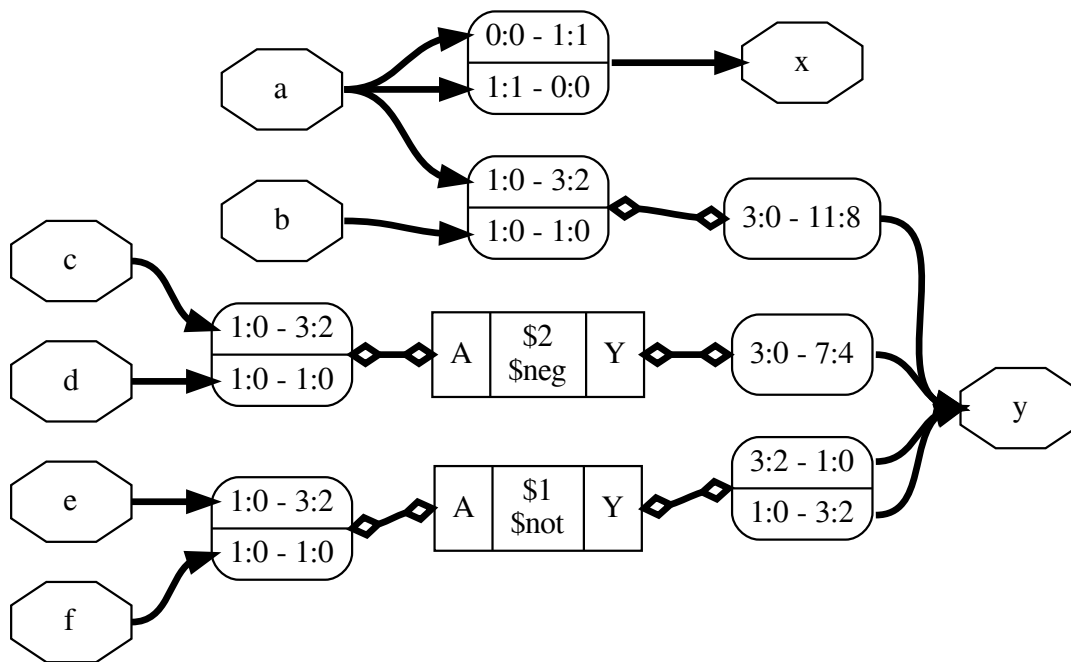 a
0:0 - 1:1
1:1 - 0:0
x
b
1:0 - 3:2
1:0 - 1:0
3:0 - 11:8
c
d
1:0 - 3:2
1:0 - 1:0
A
$2
$neg
Y
3:0 - 7:4
y
e
f
1:0 - 3:2
1:0 - 1:0
A
$1
$not
Y
3:2 - 1:0
1:0 - 3:2